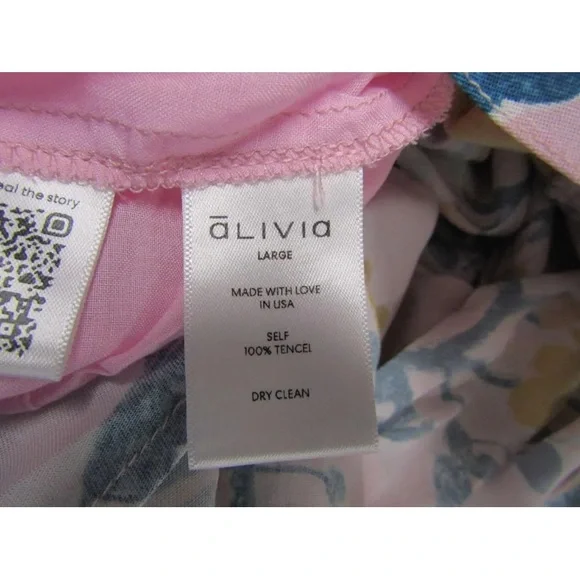 eal the story
āLIVIa
LARGE
MADE WITH LOVE
IN USA
SELF
100% TENCEL
DRY CLEAN